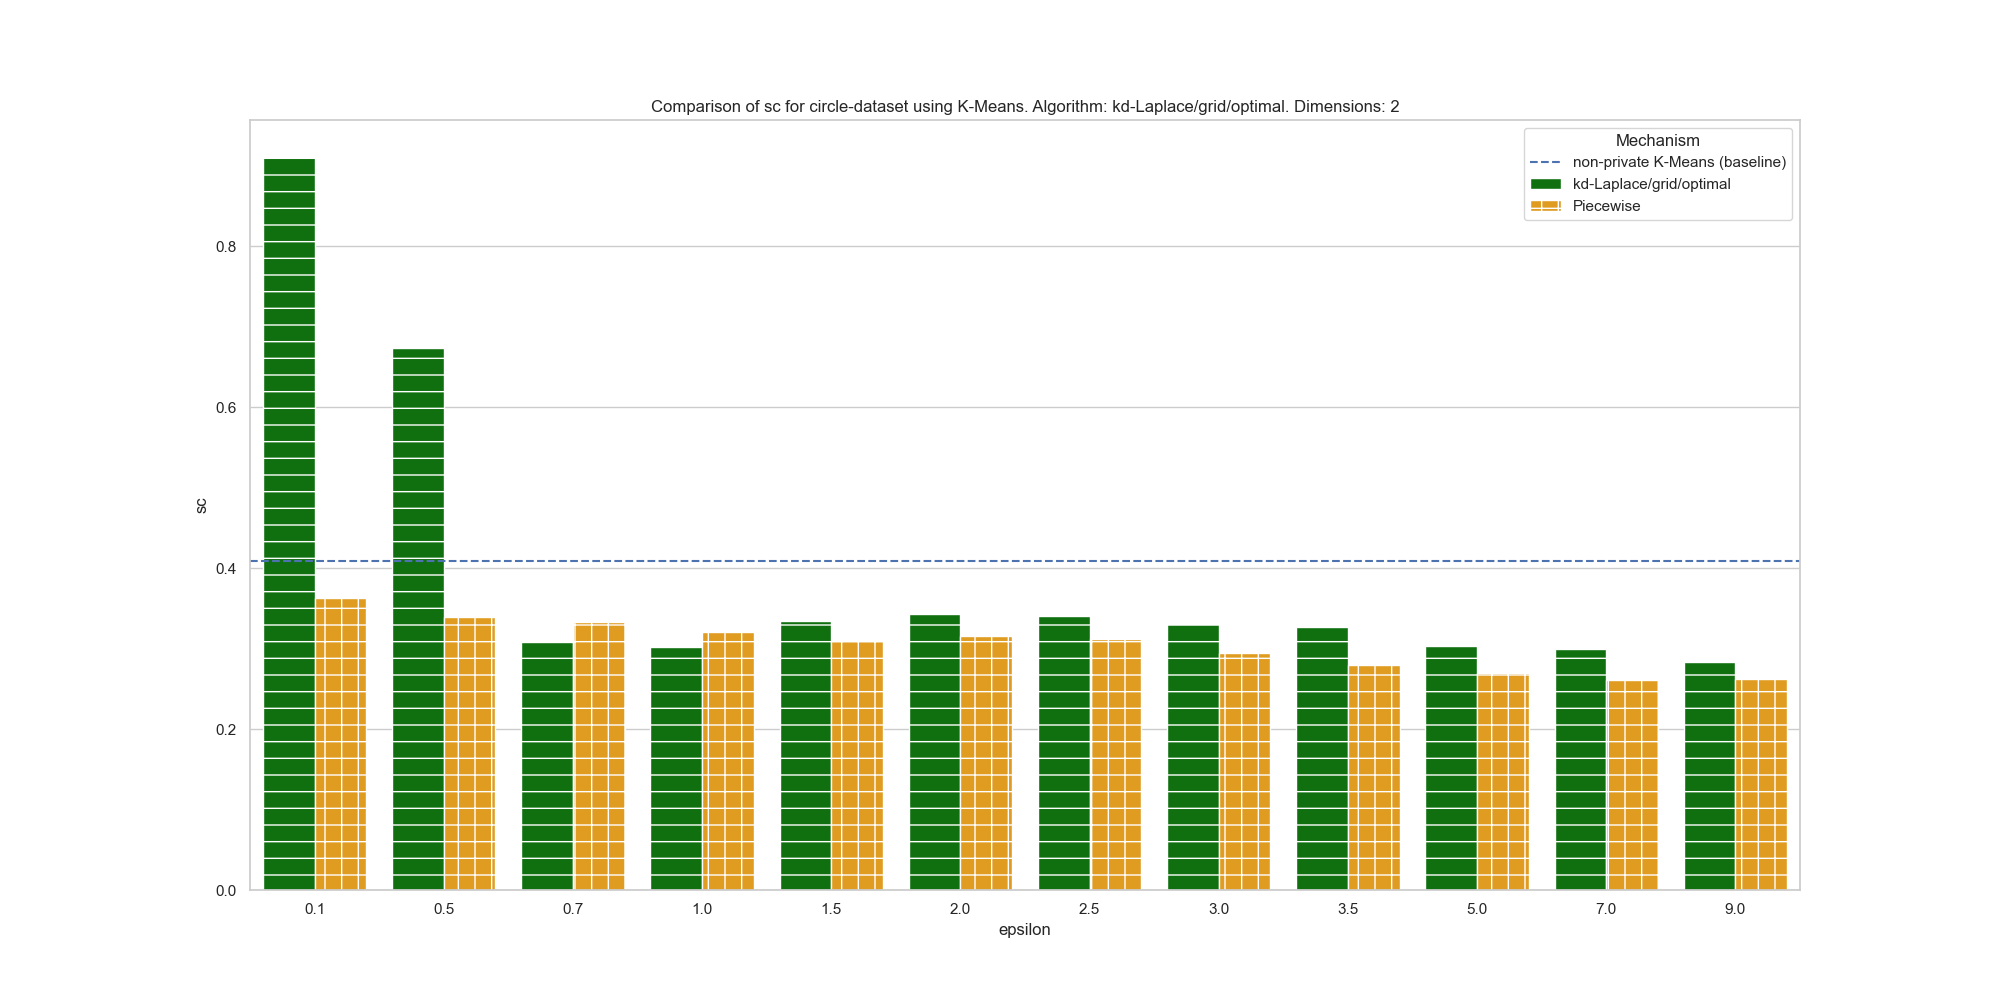 Comparison of sc for circle-dataset using K-Means. Algorithm: kd-Laplace/grid/optimal. Dimensions: 2
Mechanism
non-private K-Means (baseline)
kd-Laplace/grid/optimal
Piecewise
0.8
0.6
sc
0.4
0.2
0.0
0.1 0.5 0.7 1.0 1.5 2.0 2.5 3.0 3.5 5.0 7.0 9.0
epsilon